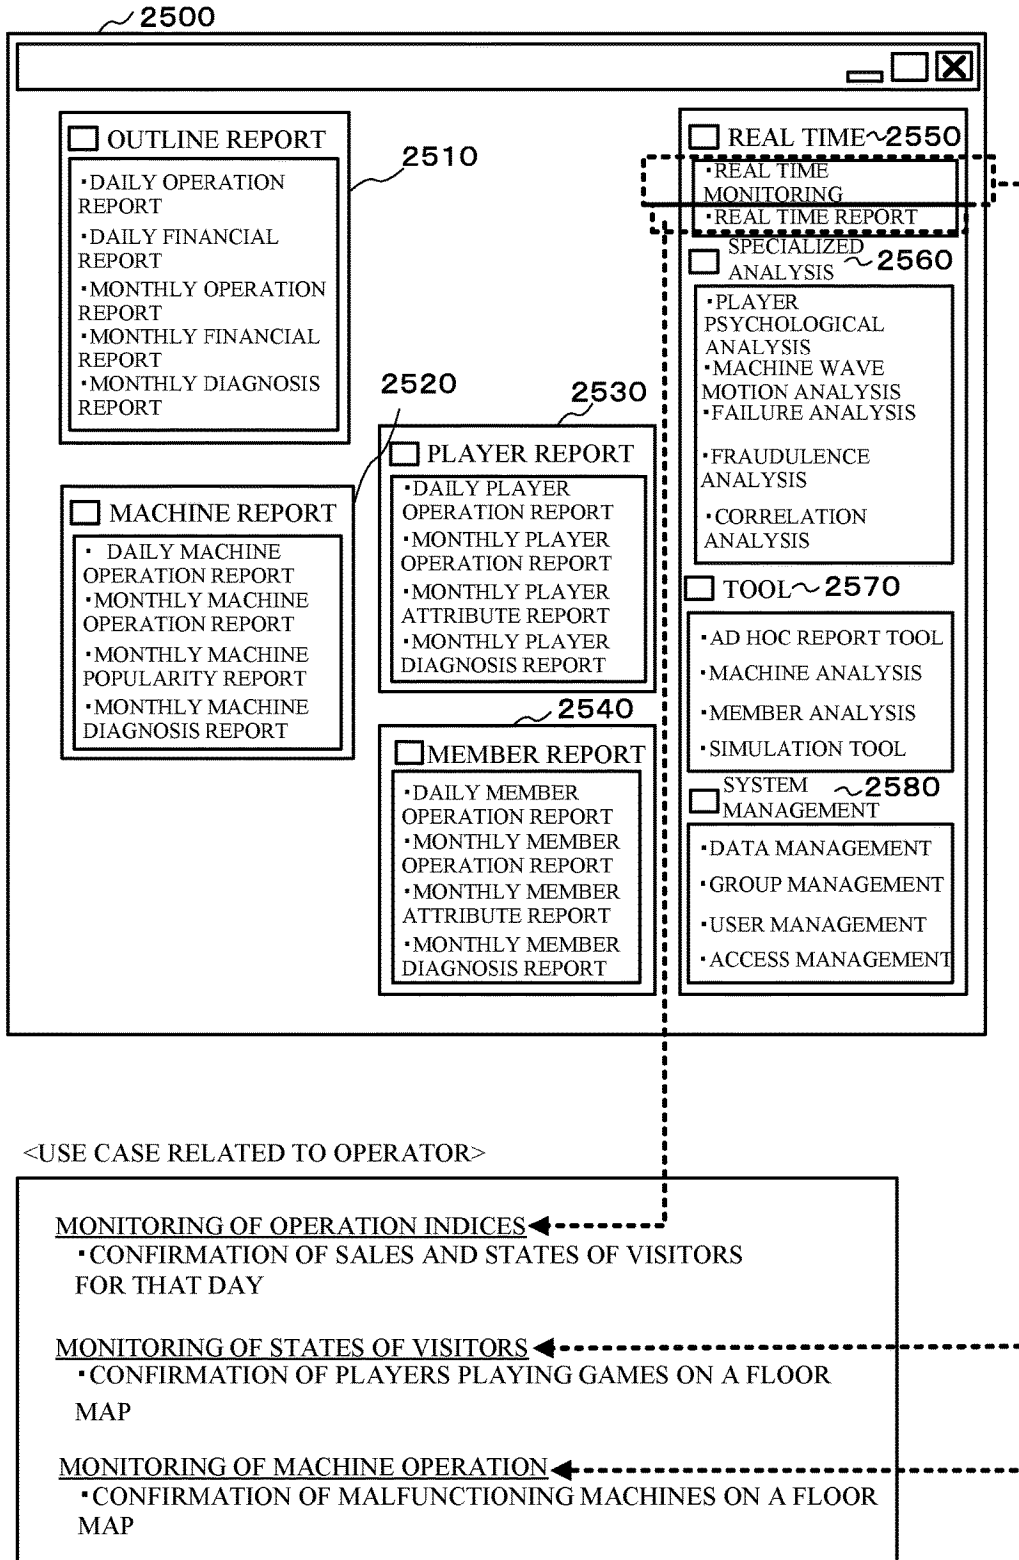 2500
OUTLINE REPORT
2510
・DAILY OPERATION
REPORT
・DAILY FINANCIAL
REPORT
・MONTHLY OPERATION
REPORT
・MONTHLY FINANCIAL
REPORT
・MONTHLY DIAGNOSIS
REPORT
2520
MACHINE REPORT
・ DAILY MACHINE
OPERATION REPORT
・MONTHLY MACHINE
OPERATION REPORT
・MONTHLY MACHINE
POPULARITY REPORT
・MONTHLY MACHINE
DIAGNOSIS REPORT
2530
PLAYER REPORT
・DAILY PLAYER
OPERATION REPORT
・MONTHLY PLAYER
OPERATION REPORT
・MONTHLY PLAYER
ATTRIBUTE REPORT
・MONTHLY PLAYER
DIAGNOSIS REPORT
2540
MEMBER REPORT
・DAILY MEMBER
OPERATION REPORT
・MONTHLY MEMBER
OPERATION REPORT
・MONTHLY MEMBER
ATTRIBUTE REPORT
・MONTHLY MEMBER
DIAGNOSIS REPORT
REAL TIME 2550
・REAL TIME
MONITORING
・REAL TIME REPORT
SPECIALIZED
ANALYSIS 2560
・PLAYER
PSYCHOLOGICAL
ANALYSIS
・MACHINE WAVE
MOTION ANALYSIS
・FAILURE ANALYSIS
・FRAUDULENCE
ANALYSIS
・CORRELATION
ANALYSIS
TOOL 2570
・AD HOC REPORT TOOL
・MACHINE ANALYSIS
・MEMBER ANALYSIS
・SIMULATION TOOL
SYSTEM
MANAGEMENT 2580
・DATA MANAGEMENT
・GROUP MANAGEMENT
・USER MANAGEMENT
・ACCESS MANAGEMENT
<USE CASE RELATED TO OPERATOR>
MONITORING OF OPERATION INDICES
・CONFIRMATION OF SALES AND STATES OF VISITORS
FOR THAT DAY
MONITORING OF STATES OF VISITORS
・CONFIRMATION OF PLAYERS PLAYING GAMES ON A FLOOR
MAP
MONITORING OF MACHINE OPERATION
・CONFIRMATION OF MALFUNCTIONING MACHINES ON A FLOOR
MAP